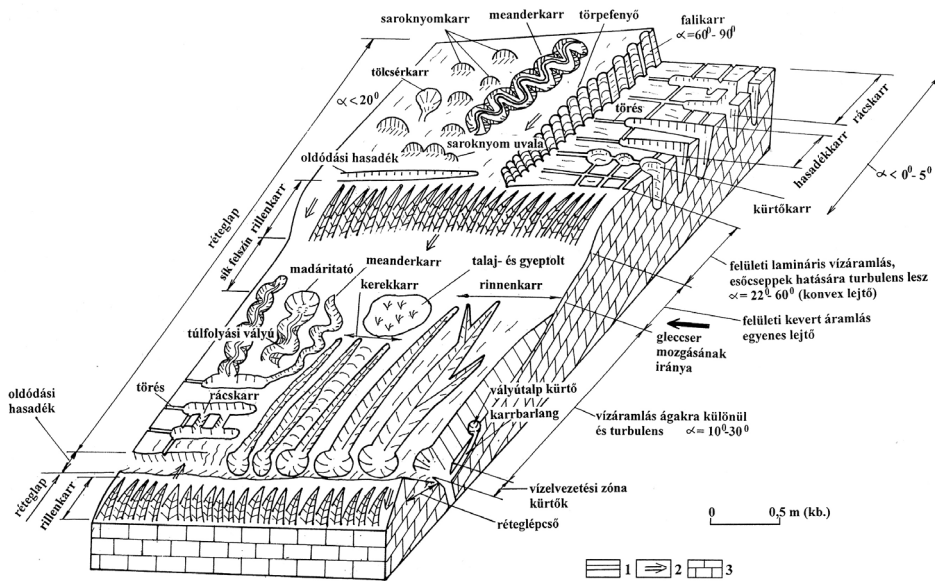 saroknyomkarr
meanderkarr
törpefenyő
falikarr
α=60⁰- 90⁰
tölcsérkarr
α<20⁰
törés
rácskarr
saroknyom uvala
hasadékkarr
oldódási hasadék
α< 0⁰- 5⁰
kürtőkarr
réteglap
rillenkarr
sík felszín
felületi lamináris vízáramlás,
esőcseppek hatására turbulens lesz
α= 22⁰- 60⁰ (konvex lejtő)
madáritató
meanderkarr
talaj- és gyeptolt
kerekkarr
rinnenkarr
felületi kevert áramlás
egyenes lejtő
túlfolyási vályú
gleccser
mozgásának
iránya
oldódási
hasadék
törés
rácskarr
vályútalp kürtő
karrbarlang
vízáramlás ágakra különül
és turbulens α= 10⁰-30⁰
réteglap
rillenkarr
vízelvezetési zóna
kürtők
réteglépcső
0 0,5 m (kb.)
1 2 3